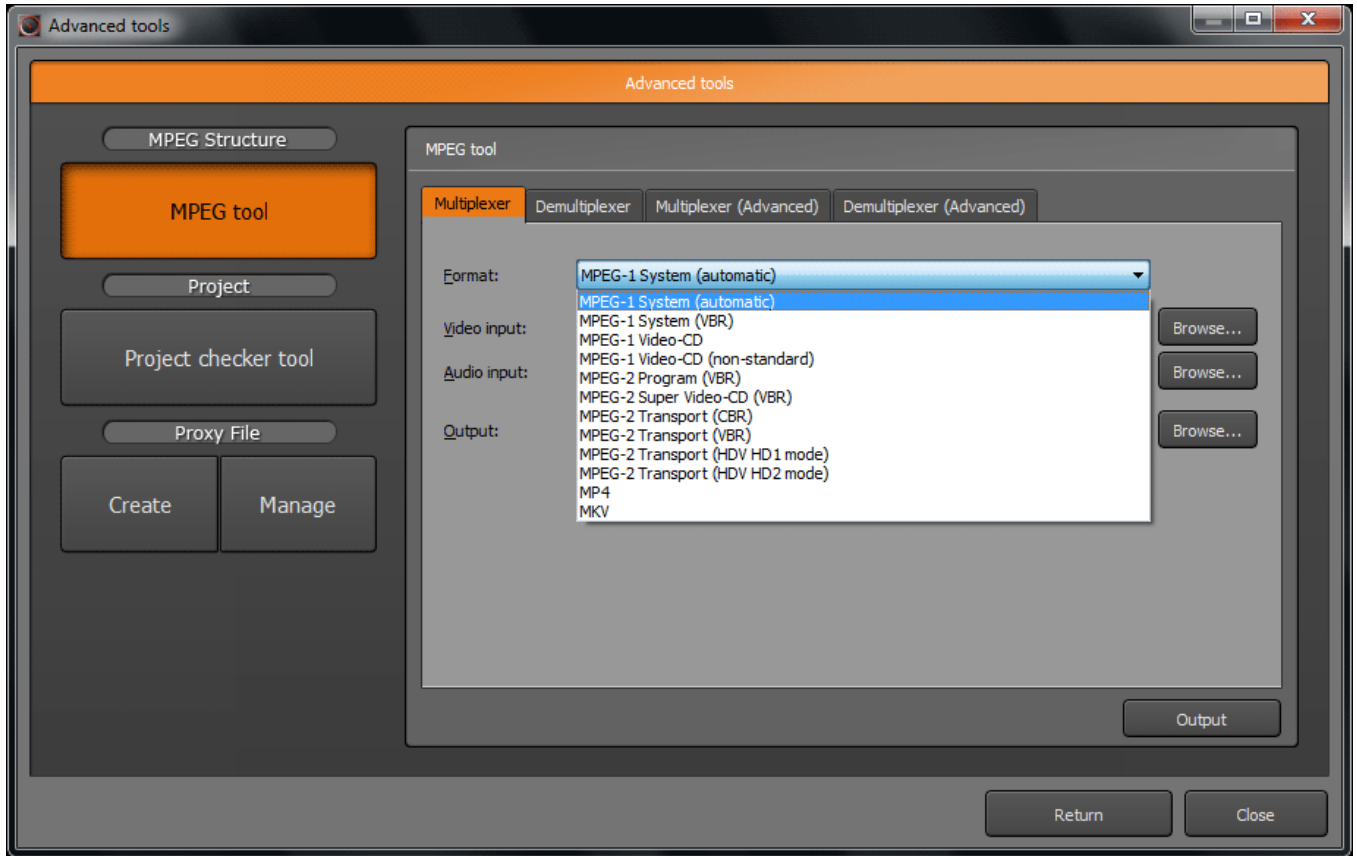 Advanced tools
Advanced tools
MPEG Structure
MPEG tool
Project
Project checker tool
Proxy File
Create Manage
MPEG tool
Multiplexer Demultiplexer Multiplexer (Advanced) Demultiplexer (Advanced)
Format: MPEG-1 System (automatic)
MPEG-1 System (automatic)
MPEG-1 System (VBR)
Video input: Browse...
MPEG-1 Video-CD
MPEG-1 Video-CD (non-standard)
Audio input: Browse...
MPEG-2 Program (VBR)
MPEG-2 Super Video-CD (VBR)
MPEG-2 Transport (CBR)
Output: Browse...
MPEG-2 Transport (VBR)
MPEG-2 Transport (HDV HD1 mode)
MPEG-2 Transport (HDV HD2 mode)
MP4
MKV
Output
Return Close